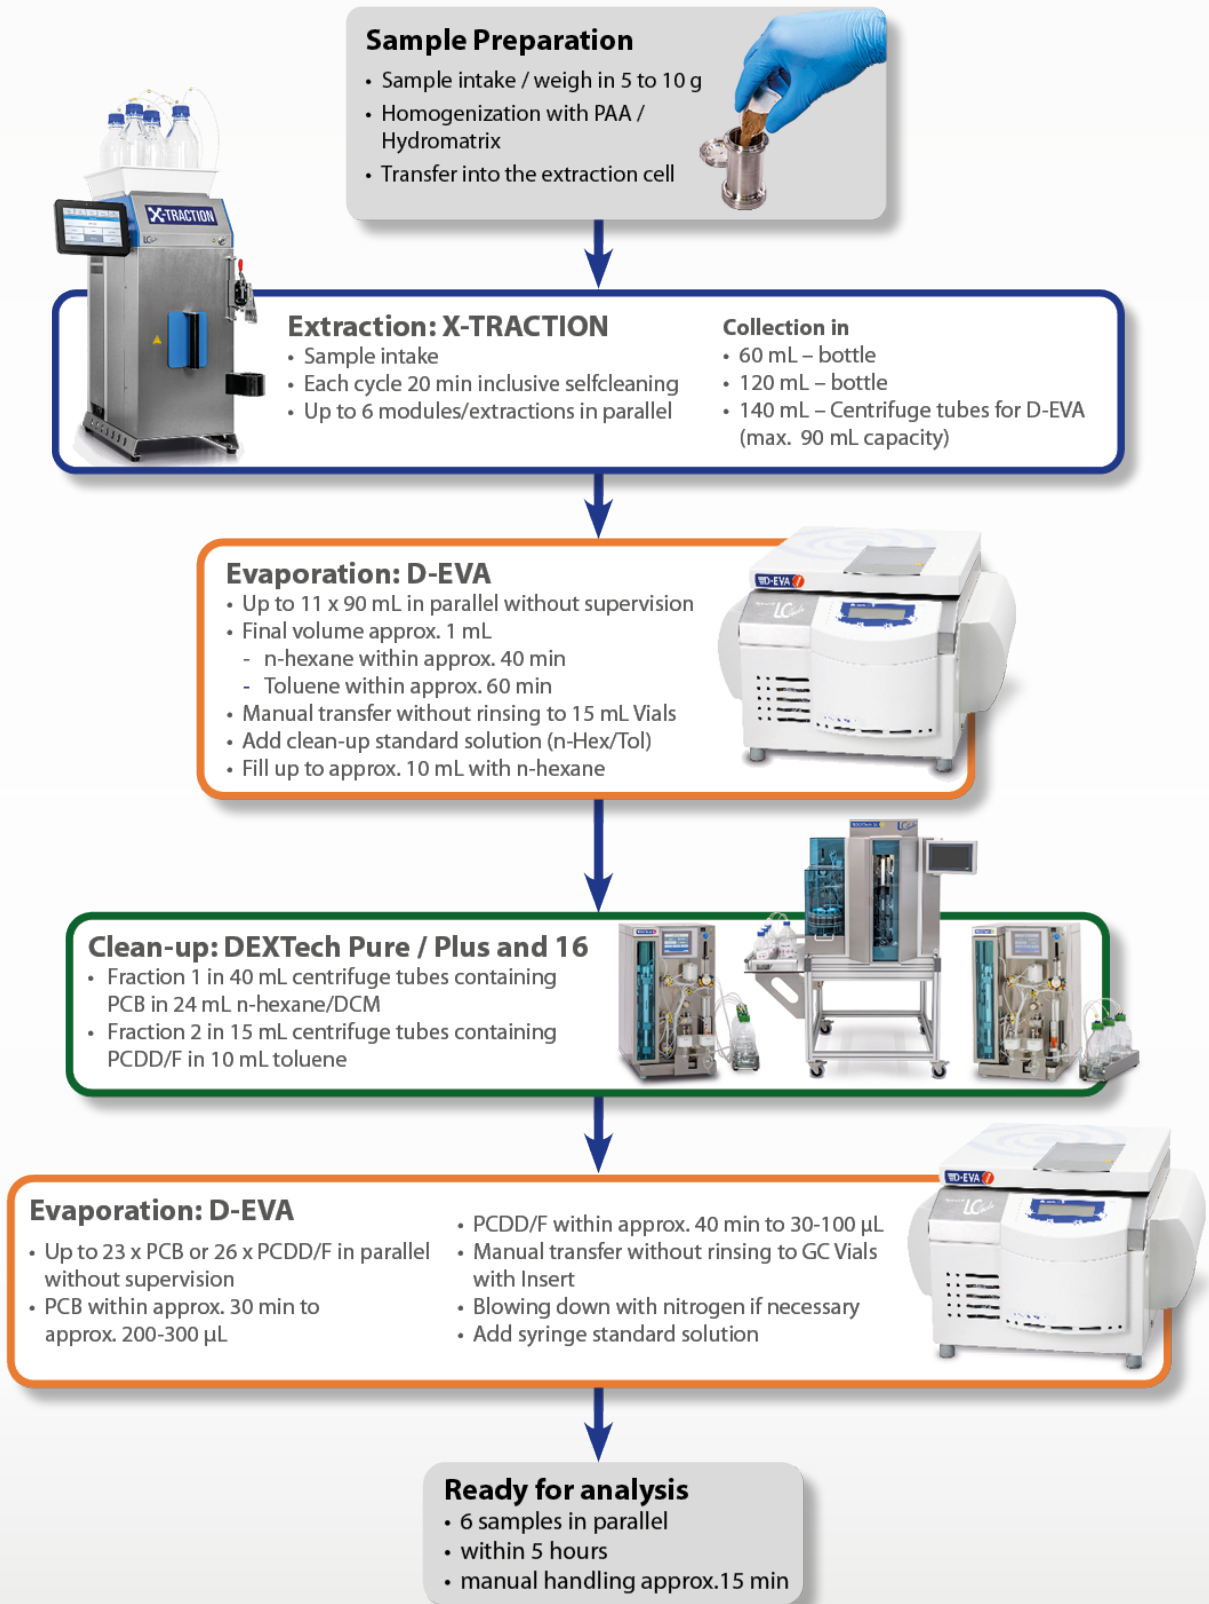 Sample Preparation
• Sample intake / weigh in 5 to 10 g
• Homogenization with PAA /
Hydromatrix
• Transfer into the extraction cell
X-TRACTION
Extraction: X-TRACTION
• Sample intake
• Each cycle 20 min inclusive selfcleaning
• Up to 6 modules/extractions in parallel
Collection in
• 60 mL – bottle
• 120 mL – bottle
• 140 mL – Centrifuge tubes for D-EVA
(max. 90 mL capacity)
Evaporation: D-EVA
• Up to 11 x 90 mL in parallel without supervision
• Final volume approx. 1 mL
- n-hexane within approx. 40 min
- Toluene within approx. 60 min
• Manual transfer without rinsing to 15 mL Vials
• Add clean-up standard solution (n-Hex/Tol)
• Fill up to approx. 10 mL with n-hexane
D-EVA
LC
Clean-up: DEXTech Pure / Plus and 16
• Fraction 1 in 40 mL centrifuge tubes containing
PCB in 24 mL n-hexane/DCM
• Fraction 2 in 15 mL centrifuge tubes containing
PCDD/F in 10 mL toluene
Evaporation: D-EVA
• Up to 23 x PCB or 26 x PCDD/F in parallel
without supervision
• PCB within approx. 30 min to
approx. 200-300 µL
• PCDD/F within approx. 40 min to 30-100 µL
• Manual transfer without rinsing to GC Vials
with Insert
• Blowing down with nitrogen if necessary
• Add syringe standard solution
D-EVA
LC
Ready for analysis
• 6 samples in parallel
• within 5 hours
• manual handling approx.15 min